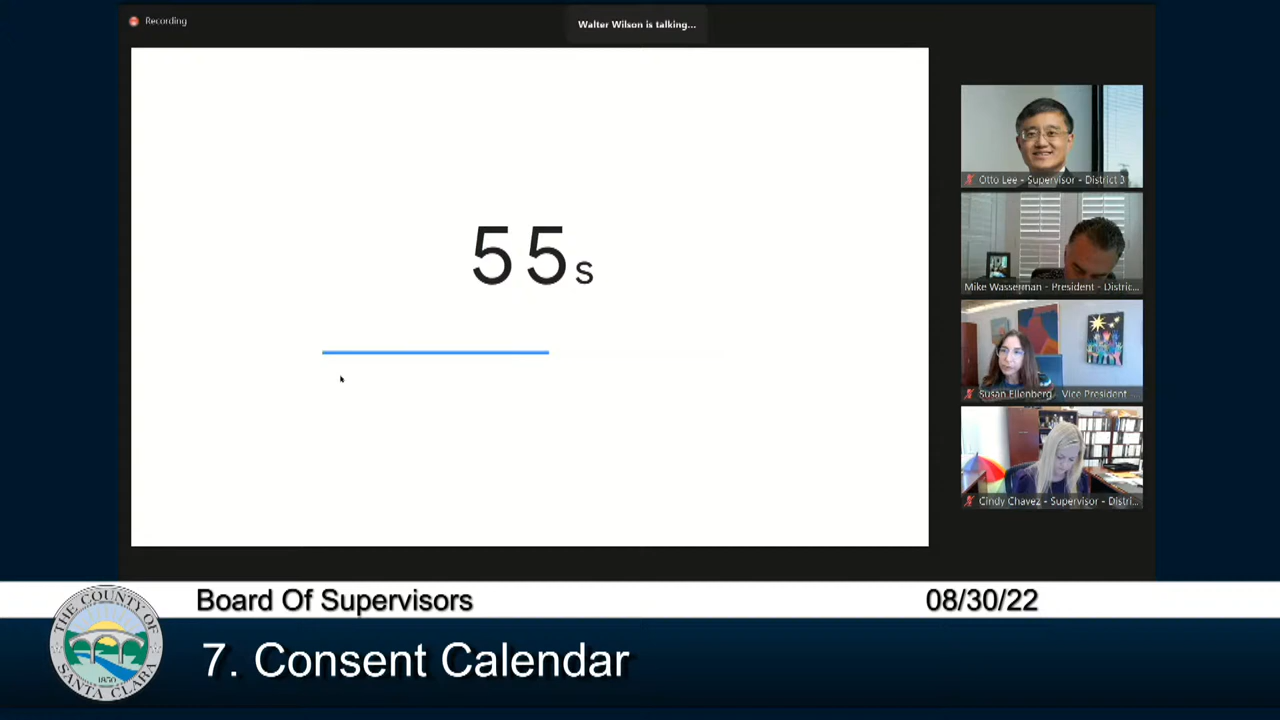 Recording
Walter Wilson is talking...
55s
Otto Lee - Supervisor - District 3
Mike Wasserman - President - Distric...
Susan Ellenberg - Vice President -
Cindy Chavez - Supervisor - Distri...
Board Of Supervisors
08/30/22
THE COUNTY OF
SANTA CLARA
1850
7. Consent Calendar